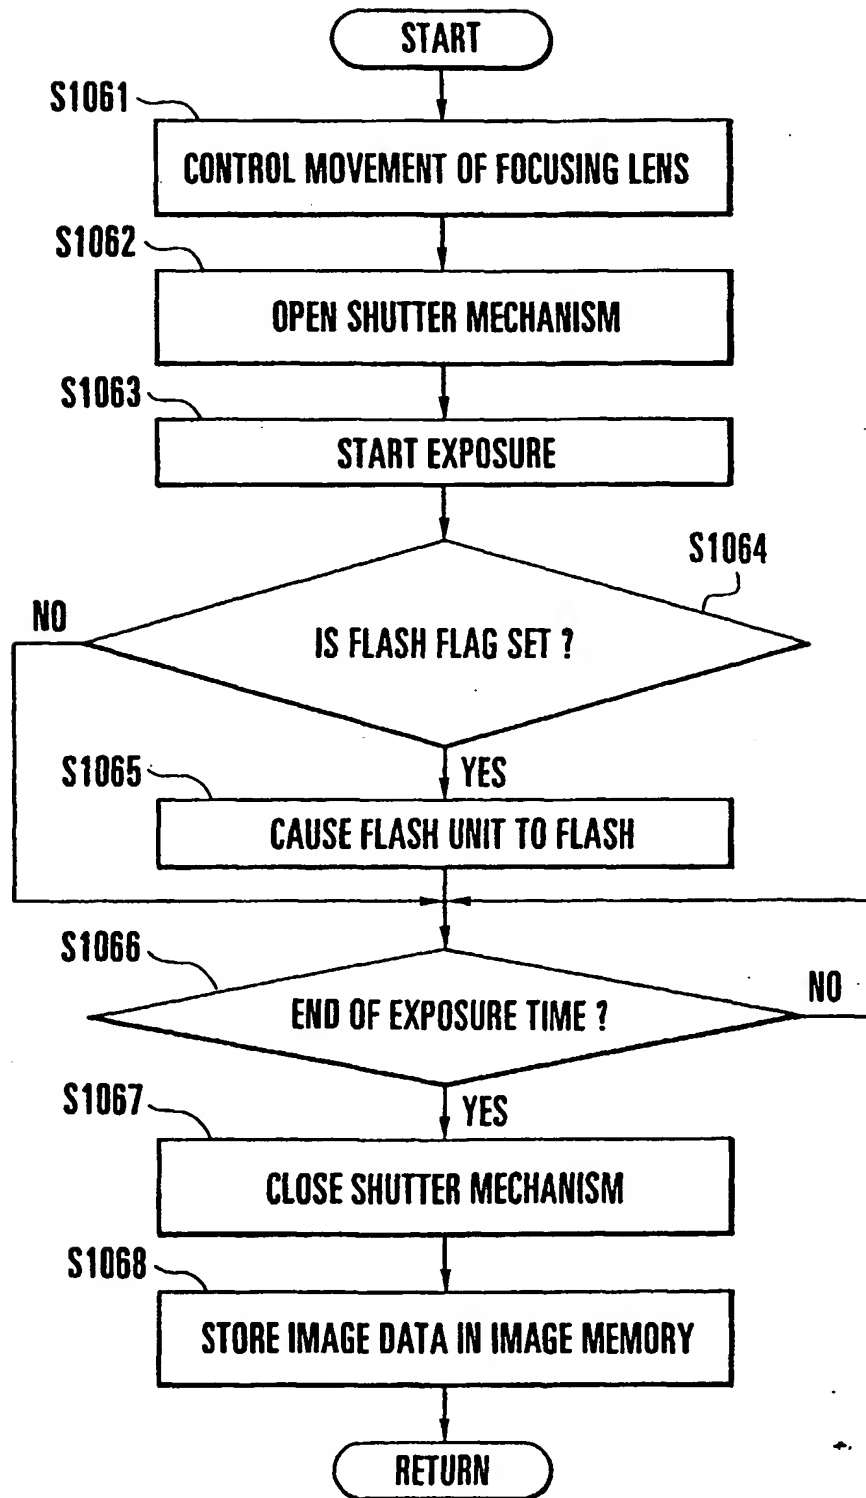 START
S1061
CONTROL MOVEMENT OF FOCUSING LENS
S1062
OPEN SHUTTER MECHANISM
S1063
START EXPOSURE
S1064
NO
IS FLASH FLAG SET ?
YES
S1065
CAUSE FLASH UNIT TO FLASH
S1066
NO
END OF EXPOSURE TIME ?
YES
S1067
CLOSE SHUTTER MECHANISM
S1068
STORE IMAGE DATA IN IMAGE MEMORY
RETURN